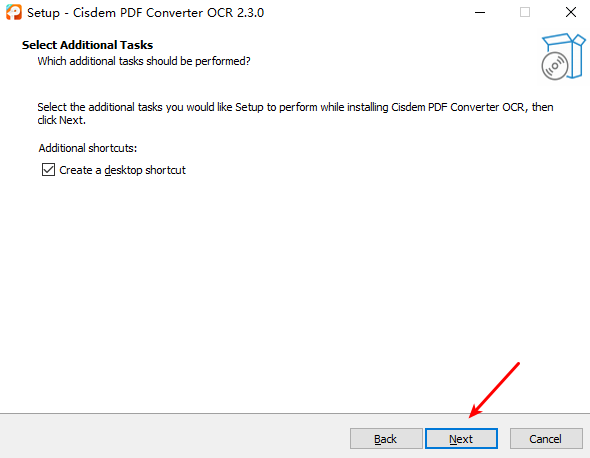 Setup - Cisdem PDF Converter OCR 2.3.0
Select Additional Tasks
Which additional tasks should be performed?
Select the additional tasks you would like Setup to perform while installing Cisdem PDF Converter OCR, then
click Next.
Additional shortcuts:
Create a desktop shortcut
Back
Next
Cancel